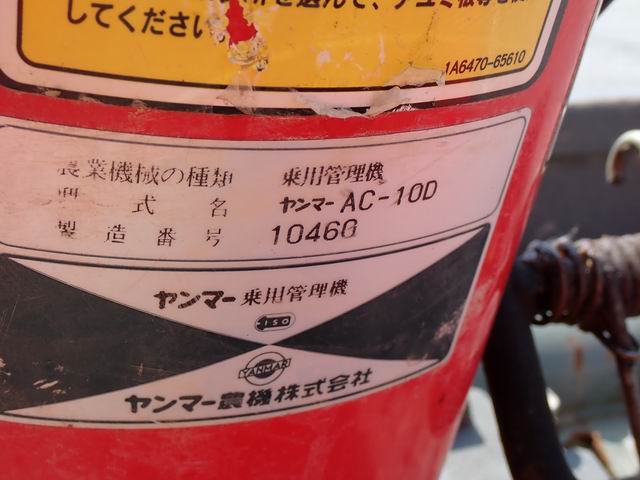 してください
1A6470-65610
農業機械の種類 乗用管理機
型式名 ヤンマー AC-10D
製造番号 10460
ヤンマー 乗用管理機
ISO
YANMAR
ヤンマー農機株式会社